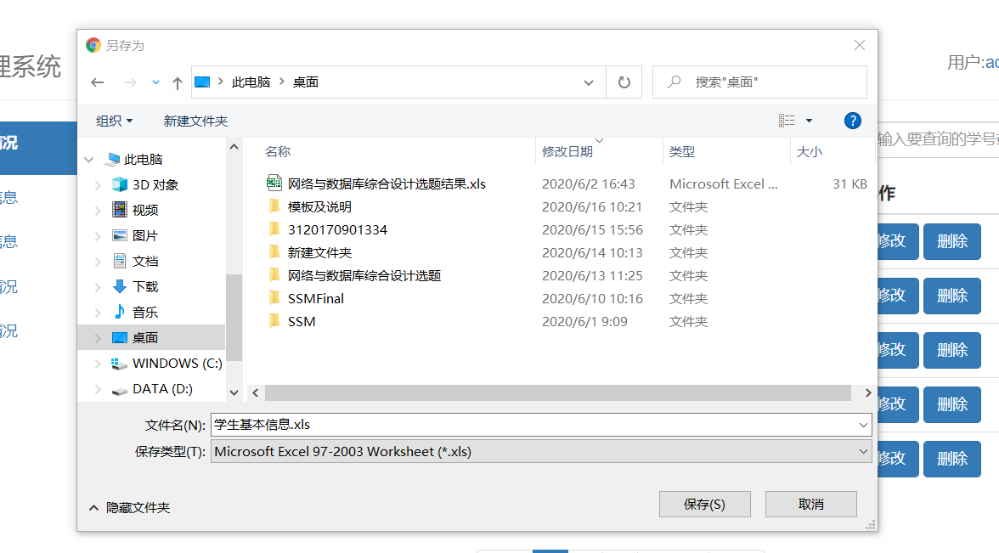 另存为
理系统
用户:ac
此电脑 桌面
搜索"桌面"
组织 新建文件夹
?
情况
信息
信息
情况
情况
此电脑
3D 对象
视频
图片
文档
下载
音乐
桌面
WINDOWS (C:)
DATA (D:)
名称 修改日期 类型 大小
网络与数据库综合设计选题结果.xls 2020/6/2 16:43 Microsoft Excel ... 31 KB
模板及说明 2020/6/16 10:21 文件夹
3120170901334 2020/6/15 15:56 文件夹
新建文件夹 2020/6/14 10:13 文件夹
网络与数据库综合设计选题 2020/6/13 11:25 文件夹
SSMFinal 2020/6/10 10:16 文件夹
SSM 2020/6/1 9:09 文件夹
输入要查询的学号或
作
修改 删除
修改 删除
修改 删除
修改 删除
修改 删除
文件名(N): 学生基本信息.xls
保存类型(T): Microsoft Excel 97-2003 Worksheet (*.xls)
隐藏文件夹
保存(S) 取消